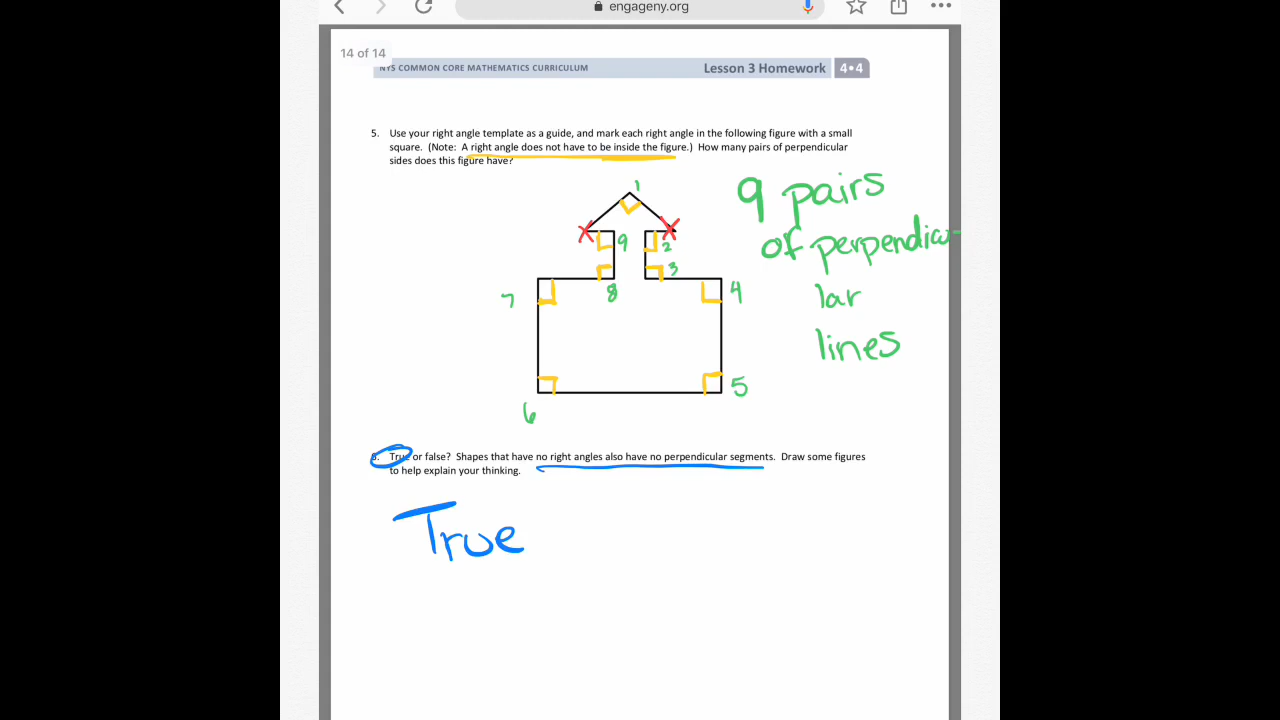 engageny.org
14 of 14
NYS COMMON CORE MATHEMATICS CURRICULUM
Lesson 3 Homework
4•4
5. Use your right angle template as a guide, and mark each right angle in the following figure with a small
square. (Note: A right angle does not have to be inside the figure.) How many pairs of perpendicular
sides does this figure have?
1
9 pairs
9
2
of perpendicu-
3
7
8
4
lar
lines
5
6
True or false? Shapes that have no right angles also have no perpendicular segments. Draw some figures
to help explain your thinking.
True